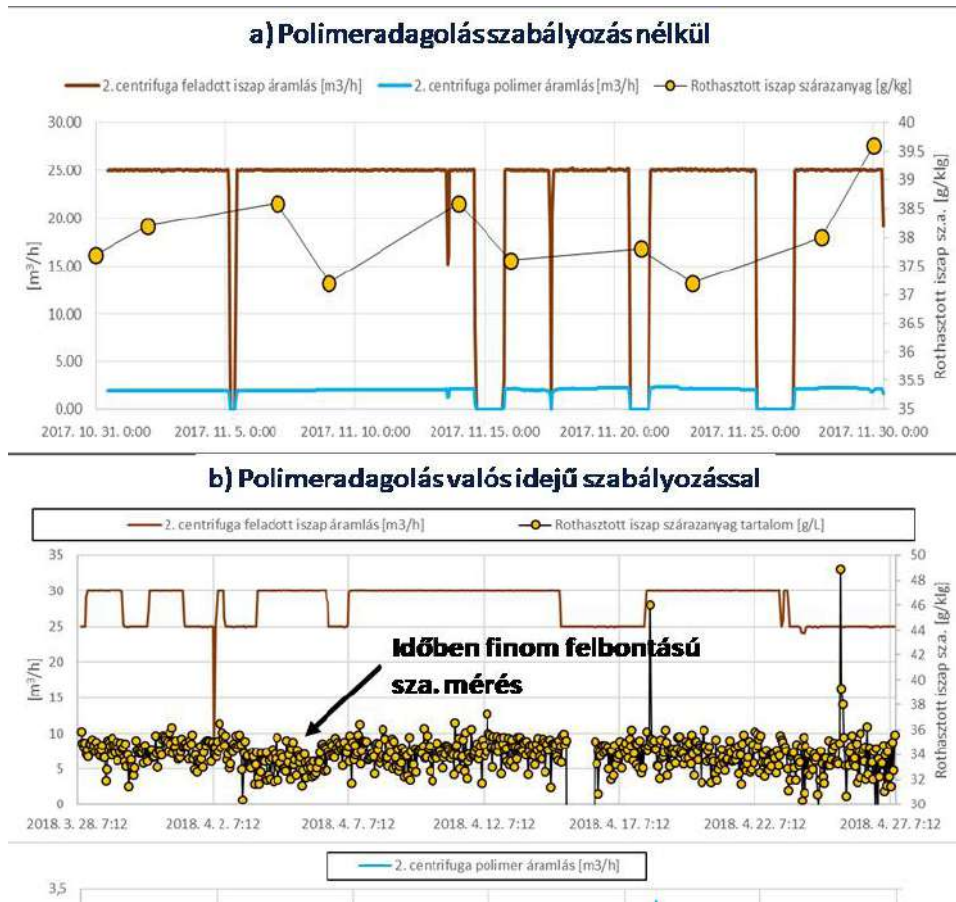 a) Polimeradagolás szabályozás nélkül
2. centrifuga feladott iszap áramlás [m3/h] 2. centrifuga polimer áramlás [m3/h] Rothasztott iszap szárazanyag [g/kg]
30.00
25.00
20.00
15.00
10.00
5.00
0.00
[m³/h]
40
39.5
39
38.5
38
37.5
37
36.5
36
35.5
35
Rothasztott iszap sz.a. [g/klg]
2017. 10. 31. 0:00 2017. 11. 5. 0:00 2017. 11. 10. 0:00 2017. 11. 15. 0:00 2017. 11. 20. 0:00 2017. 11. 25. 0:00 2017. 11. 30. 0:00
b) Polimeradagolás valós idejű szabályozással
2. centrifuga feladott iszap áramlás [m3/h] Rothasztott iszap szárazanyag tartalom [g/L]
35
30
25
20
15
10
5
0
[m³/h]
Időben finom felbontású
sza. mérés
50
48
46
44
42
40
38
36
34
32
30
Rothasztott iszap sz.a. [g/klg]
2018. 3. 28. 7:12 2018. 4. 2. 7:12 2018. 4. 7. 7:12 2018. 4. 12. 7:12 2018. 4. 17. 7:12 2018. 4. 22. 7:12 2018. 4. 27. 7:12
2. centrifuga polimer áramlás [m3/h]
3,5